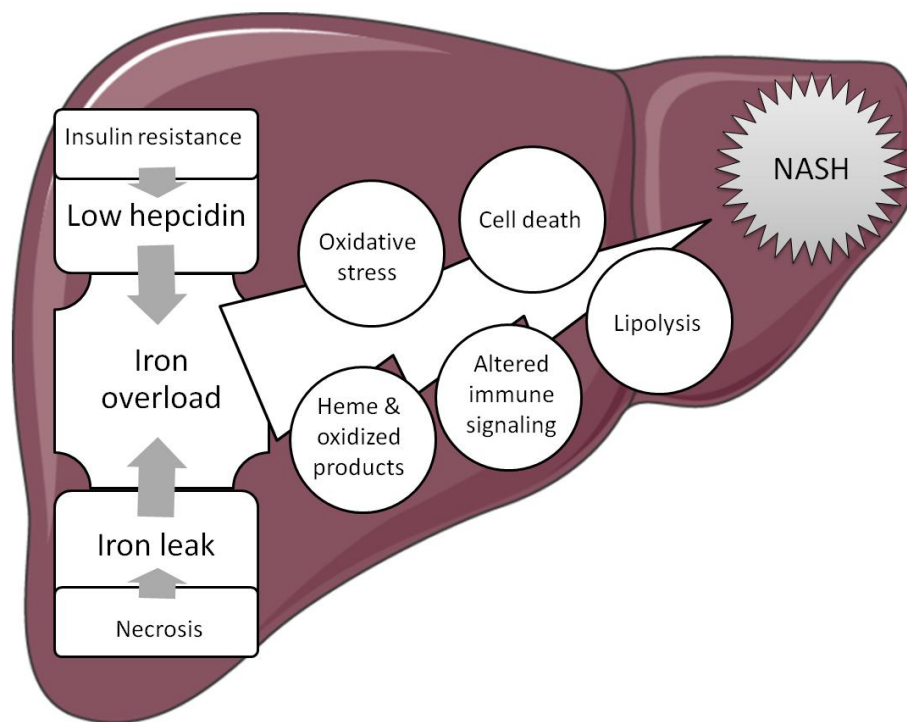 Insulin resistance
Low hepcidin
Iron
overload
Iron leak
Necrosis
Oxidative
stress
Cell death
Heme &
oxidized
products
Altered
immune
signaling
Lipolysis
NASH